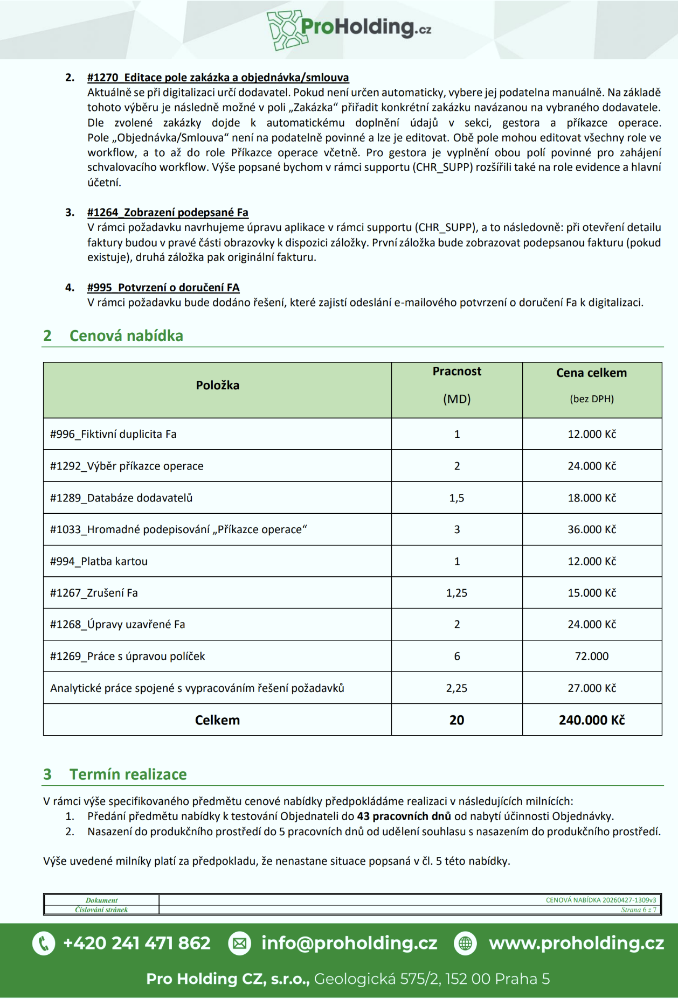 ProHolding.cz
2. #1270_Editace pole zakázka a objednávka/smlouva
Aktuálně se při digitalizaci určí dodavatel. Pokud není určen automaticky, vybere jej podatelna manuálně. Na základě
tohoto výběru je následně možné v poli „Zakázka“ přiřadit konkrétní zakázku navázanou na vybraného dodavatele.
Dle zvolené zakázky dojde k automatickému doplnění údajů v sekci, gestora a příkazce operace.
Pole „Objednávka/Smlouva“ není na podatelně povinné a lze je editovat. Obě pole mohou editovat všechny role ve
workflow, a to až do role Příkazce operace včetně. Pro gestora je vyplnění obou polí povinné pro zahájení
schvalovacího workflow. Výše popsané bychom v rámci supportu (CHR_SUPP) rozšířili také na role evidence a hlavní
účetní.
3. #1264_Zobrazení podepsané Fa
V rámci požadavku navrhujeme úpravu aplikace v rámci supportu (CHR_SUPP), a to následovně: při otevření detailu
faktury budou v pravé části obrazovky k dispozici záložky. První záložka bude zobrazovat podepsanou fakturu (pokud
existuje), druhá záložka pak originální fakturu.
4. #995_Potvrzení o doručení FA
V rámci požadavku bude dodáno řešení, které zajistí odeslání e-mailového potvrzení o doručení Fa k digitalizaci.
2 Cenová nabídka
Položka Pracnost (MD) Cena celkem (bez DPH)
#996_Fiktivní duplicita Fa 1 12.000 Kč
#1292_Výběr příkazce operace 2 24.000 Kč
#1289_Databáze dodavatelů 1,5 18.000 Kč
#1033_Hromadné podepisování „Příkazce operace“ 3 36.000 Kč
#994_Platba kartou 1 12.000 Kč
#1267_Zrušení Fa 1,25 15.000 Kč
#1268_Úpravy uzavřené Fa 2 24.000 Kč
#1269_Práce s úpravou políček 6 72.000
Analytické práce spojené s vypracováním řešení požadavků 2,25 27.000 Kč
Celkem 20 240.000 Kč
3 Termín realizace
V rámci výše specifikovaného předmětu cenové nabídky předpokládáme realizaci v následujících milnících:
1. Předání předmětu nabídky k testování Objednateli do 43 pracovních dnů od nabytí účinnosti Objednávky.
2. Nasazení do produkčního prostředí do 5 pracovních dnů od udělení souhlasu s nasazením do produkčního prostředí.
Výše uvedené milníky platí za předpokladu, že nenastane situace popsaná v čl. 5 této nabídky.
Dokument CENOVÁ NABÍDKA 20260427-1309v3
Číslování stránek Strana 6 z 7
+420 241 471 862 info@proholding.cz www.proholding.cz
Pro Holding CZ, s.r.o., Geologická 575/2, 152 00 Praha 5